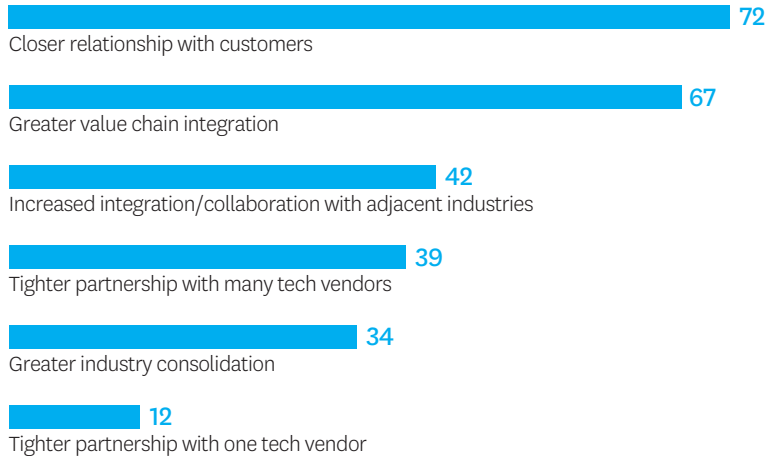 72
Closer relationship with customers
67
Greater value chain integration
42
Increased integration/collaboration with adjacent industries
39
Tighter partnership with many tech vendors
34
Greater industry consolidation
12
Tighter partnership with one tech vendor